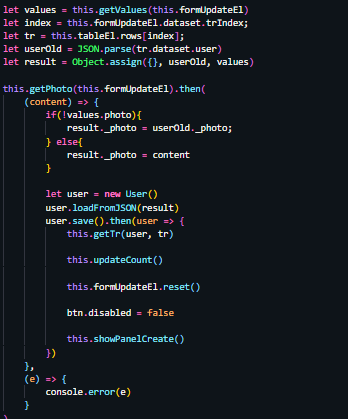 let values = this.getValues(this.formUpdateEl)
let index = this.formUpdateEl.dataset.trIndex;
let tr = this.tableEl.rows[index];
let userOld = JSON.parse(tr.dataset.user)
let result = Object.assign({}, userOld, values)
this.getPhoto(this.formUpdateEl).then(
(content) => {
if(!values.photo){
result._photo = userOld._photo;
} else{
result._photo = content
}
let user = new User()
user.loadFromJSON(result)
user.save().then(user => {
this.getTr(user, tr)
this.updateCount()
this.formUpdateEl.reset()
btn.disabled = false
this.showPanelCreate()
})
},
(e) => {
console.error(e)
}
)